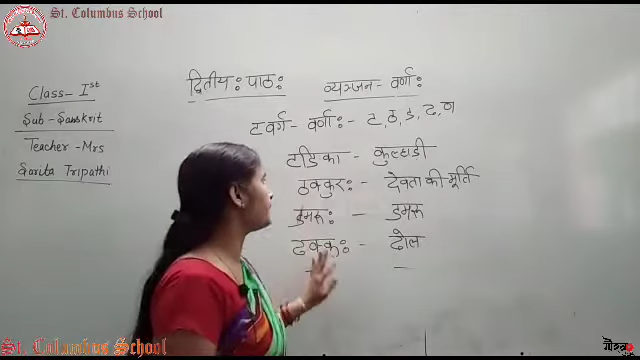 St. Columbus School
Class- Ist
Sub- Sanskrit
Teacher -Mrs
Sarita Tripathi
द्वितीय: पाठ:
व्यञ्जन- वर्णा:
टवर्ग- वर्णा:- ट, ठ, ड, ढ, ण
टङिका - कुल्हाडी
ठक्कुर: - देवता की मूर्ति
डमरू: - डमरू
ढक्क: - ढोल
- -
St. Columbus School